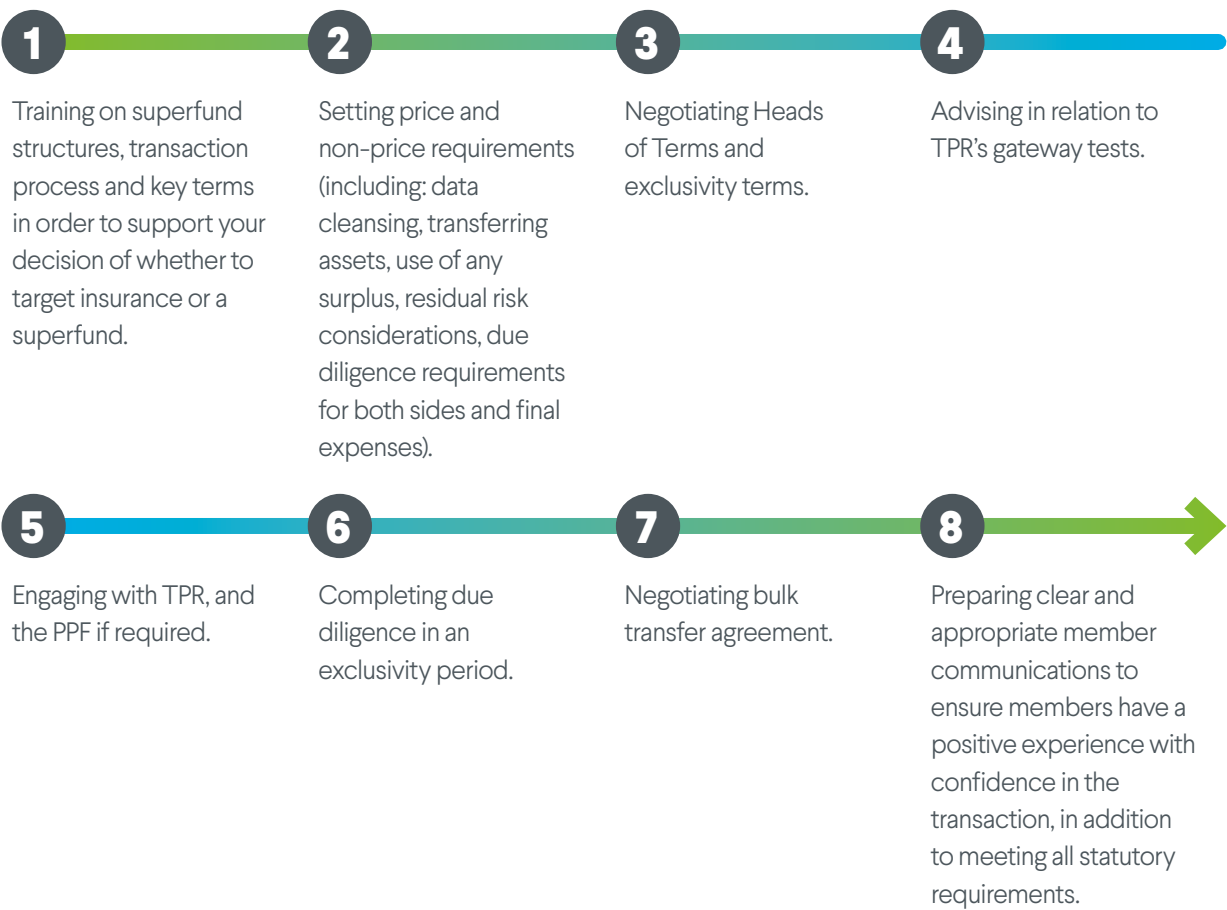 1
Training on superfund
structures, transaction
process and key terms
in order to support your
decision of whether to
target insurance or a
superfund.
2
Setting price and
non-price requirements
(including: data
cleansing, transferring
assets, use of any
surplus, residual risk
considerations, due
diligence requirements
for both sides and final
expenses).
3
Negotiating Heads
of Terms and
exclusivity terms.
4
Advising in relation to
TPR’s gateway tests.
5
Engaging with TPR, and
the PPF if required.
6
Completing due
diligence in an
exclusivity period.
7
Negotiating bulk
transfer agreement.
8
Preparing clear and
appropriate member
communications to
ensure members have a
positive experience with
confidence in the
transaction, in addition
to meeting all statutory
requirements.